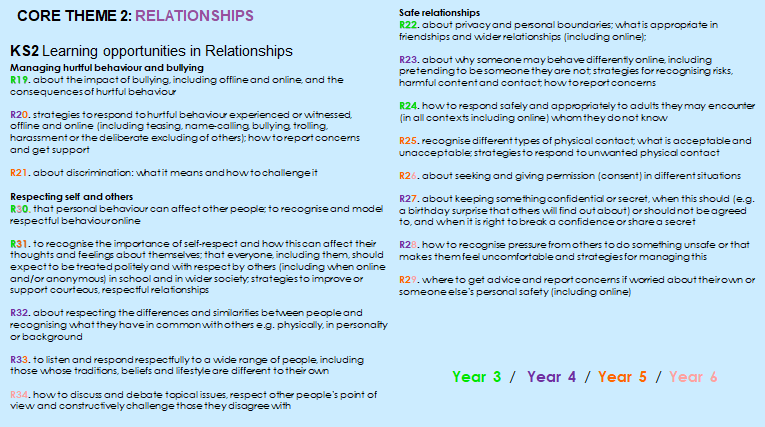 CORE THEME 2: RELATIONSHIPS
KS2 Learning opportunities in Relationships
Managing hurtful behaviour and bullying
R19. about the impact of bullying, including offline and online, and the
consequences of hurtful behaviour
R20. strategies to respond to hurtful behaviour experienced or witnessed,
offline and online (including teasing, name-calling, bullying, trolling,
harassment or the deliberate excluding of others); how to report concerns
and get support
R21. about discrimination: what it means and how to challenge it
Respecting self and others
R30. that personal behaviour can affect other people; to recognise and model
respectful behaviour online
R31. to recognise the importance of self-respect and how this can affect their
thoughts and feelings about themselves; that everyone, including them, should
expect to be treated politely and with respect by others (including when online
and/or anonymous) in school and in wider society; strategies to improve or
support courteous, respectful relationships
R32. about respecting the differences and similarities between people and
recognising what they have in common with others e.g. physically, in personality
or background
R33. to listen and respond respectfully to a wide range of people, including
those whose traditions, beliefs and lifestyle are different to their own
R34. how to discuss and debate topical issues, respect other people's point of
view and constructively challenge those they disagree with
Safe relationships
R22. about privacy and personal boundaries; what is appropriate in
friendships and wider relationships (including online);
R23. about why someone may behave differently online, including
pretending to be someone they are not; strategies for recognising risks,
harmful content and contact; how to report concerns
R24. how to respond safely and appropriately to adults they may encounter
(in all contexts including online) whom they do not know
R25. recognise different types of physical contact; what is acceptable and
unacceptable; strategies to respond to unwanted physical contact
R26. about seeking and giving permission (consent) in different situations
R27. about keeping something confidential or secret, when this should (e.g.
a birthday surprise that others will find out about) or should not be agreed
to, and when it is right to break a confidence or share a secret
R28. how to recognise pressure from others to do something unsafe or that
makes them feel uncomfortable and strategies for managing this
R29. where to get advice and report concerns if worried about their own or
someone else's personal safety (including online)
Year 3 / Year 4 / Year 5 / Year 6